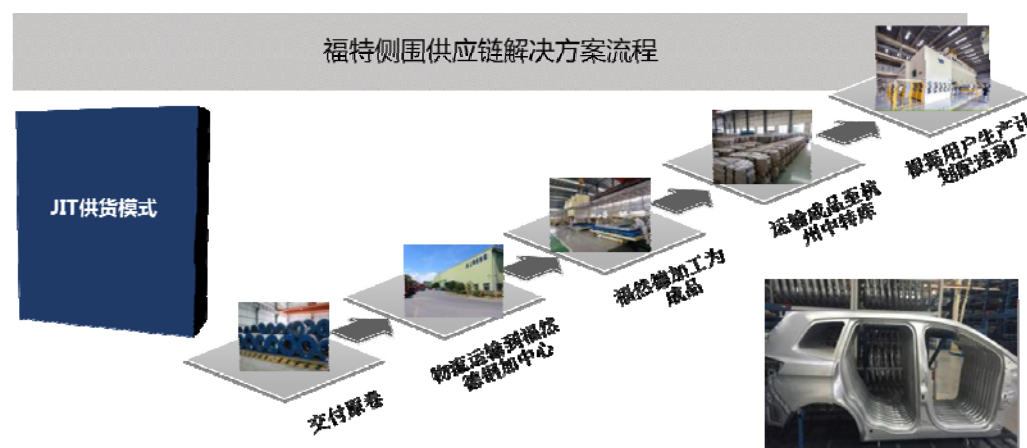 福特侧围供应链解决方案流程
JIT供货模式
交付原卷
物流运输到福然
德钢加中心
福然德加工为
成品
运输成品至杭
州中转库
根据用户生产计
划配送到厂